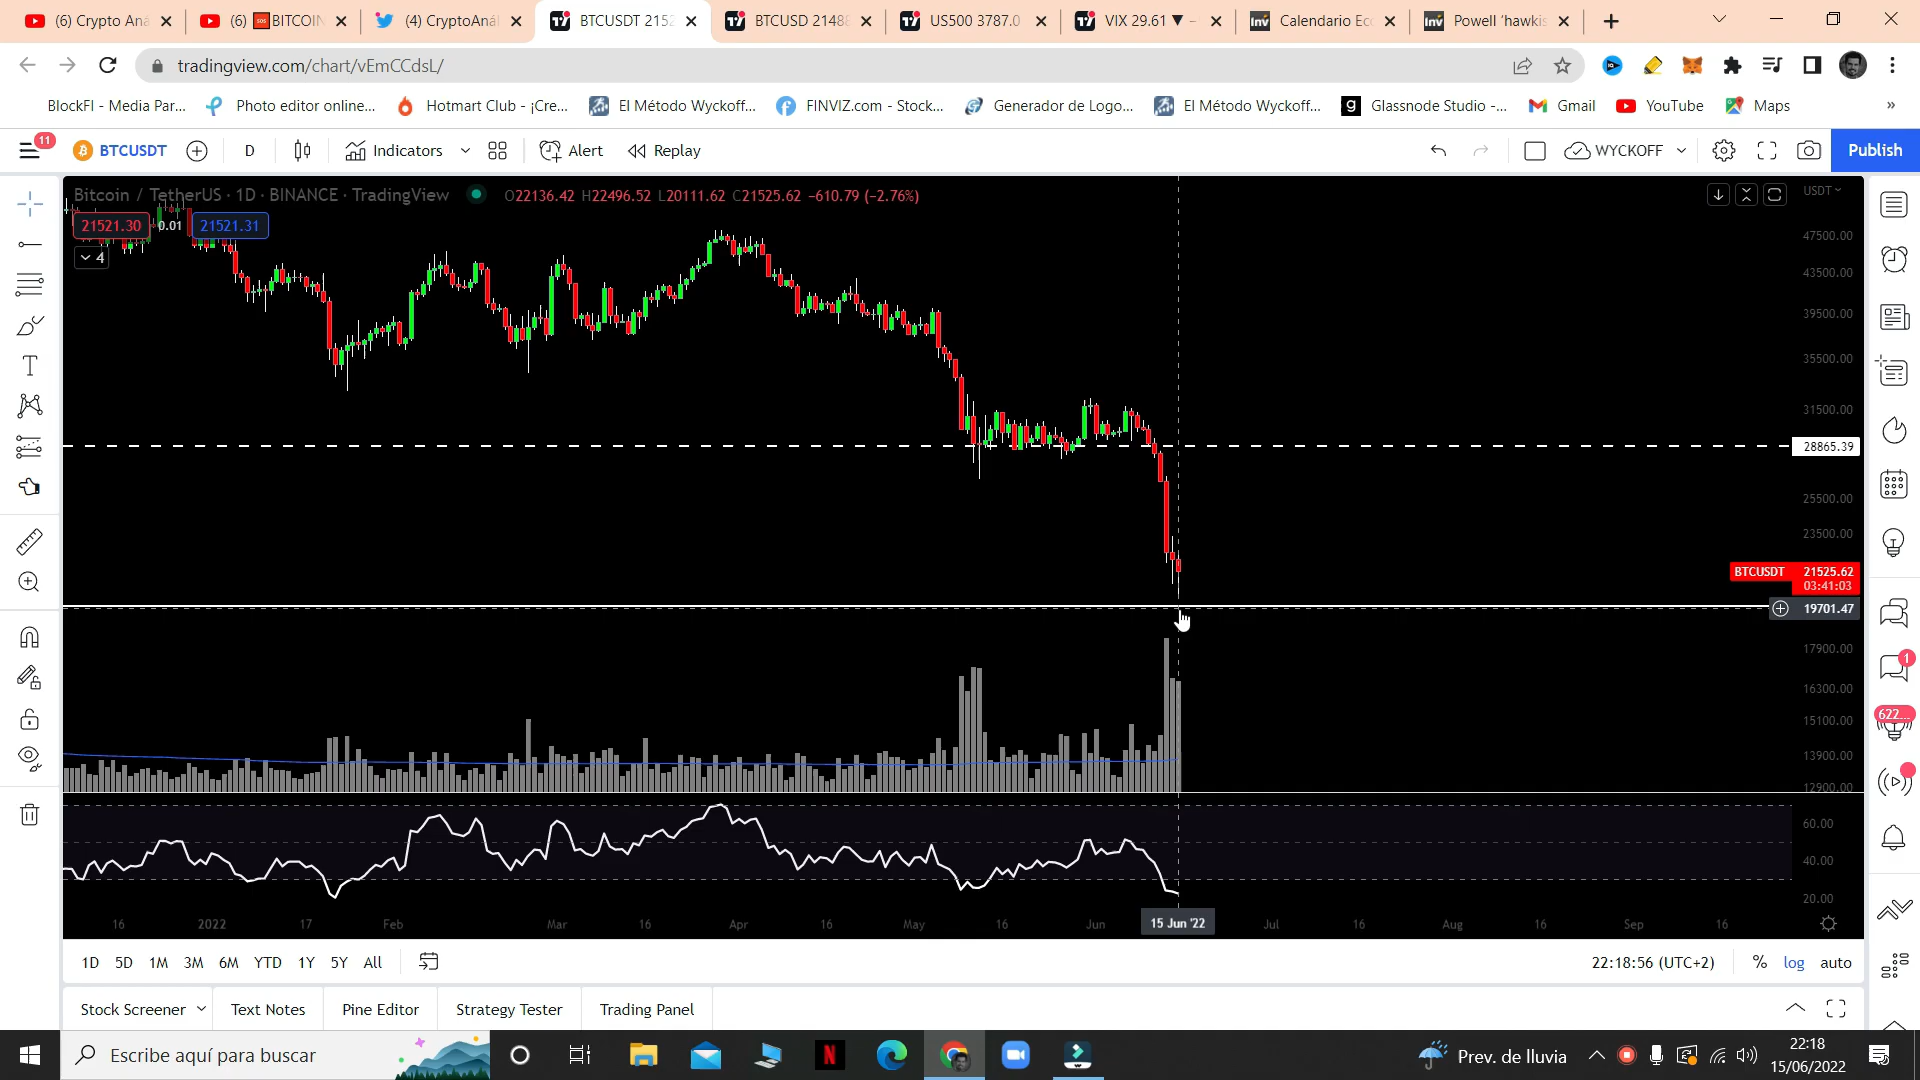 (6) Crypto Aná
(6) SOS BITCOIN
(4) CryptoAnál
BTCUSDT 2152
BTCUSD 21488
US500 3787.0
VIX 29.61 ▼ −
Calendario Eco
Powell ‘hawkis
tradingview.com/chart/vEmCCdsL/
BlockFI - Media Par...
Photo editor online...
Hotmart Club - ¡Cre...
El Método Wyckoff...
FINVIZ.com - Stock...
Generador de Logo...
El Método Wyckoff...
Glassnode Studio -...
Gmail
YouTube
Maps
»
11
BTCUSDT
D
Indicators
Alert
Replay
WYCKOFF
Publish
Bitcoin / TetherUS · 1D · BINANCE · TradingView
O22136.42 H22496.52 L20111.62 C21525.62 −610.79 (−2.76%)
USDT
21521.30
0.01
21521.31
4
47500.00
43500.00
39500.00
35500.00
31500.00
28865.39
25500.00
23500.00
BTCUSDT 21525.62
03:41:03
19701.47
17900.00
16300.00
15100.00
13900.00
12900.00
60.00
40.00
20.00
1
622...
16 2022 17 Feb Mar 16 Apr 16 May 16 Jun 15 Jun '22 Jul 16 Aug 16 Sep 16
1D 5D 1M 3M 6M YTD 1Y 5Y All
22:18:56 (UTC+2)
% log auto
Stock Screener
Text Notes
Pine Editor
Strategy Tester
Trading Panel
Escribe aquí para buscar
Prev. de lluvia
22:18
15/06/2022